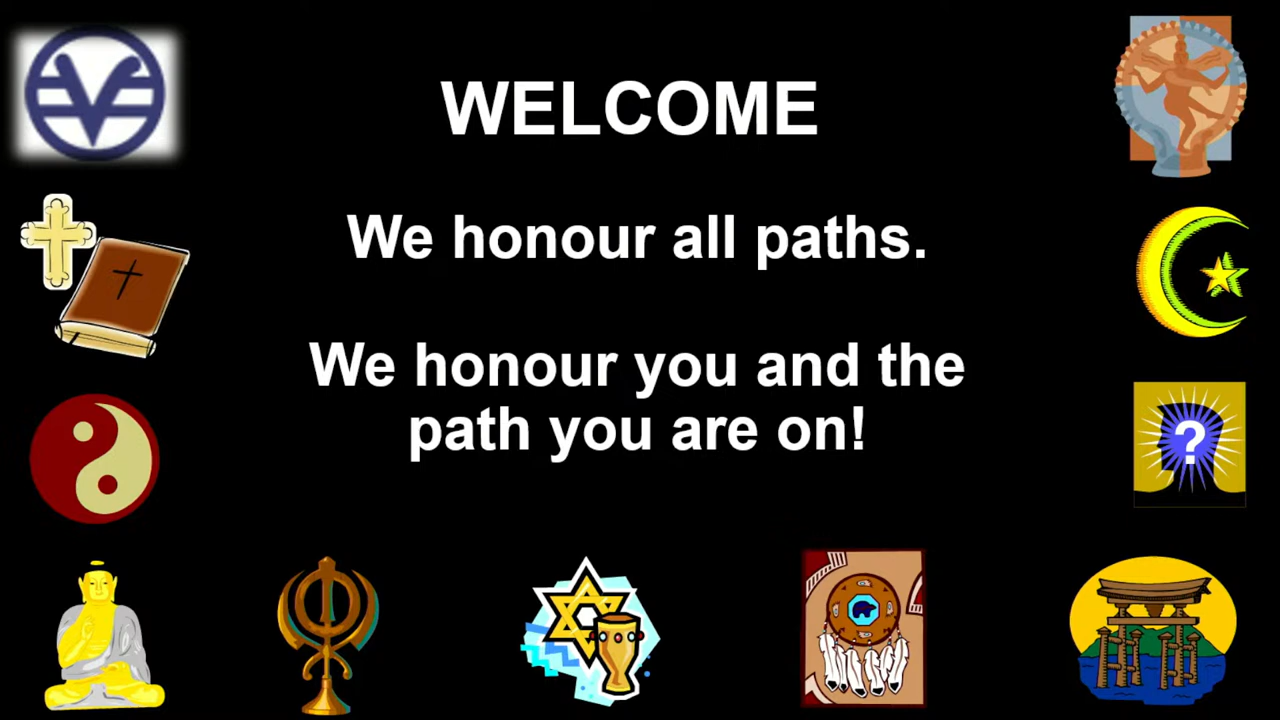 WELCOME
We honour all paths.
We honour you and the
path you are on!
?